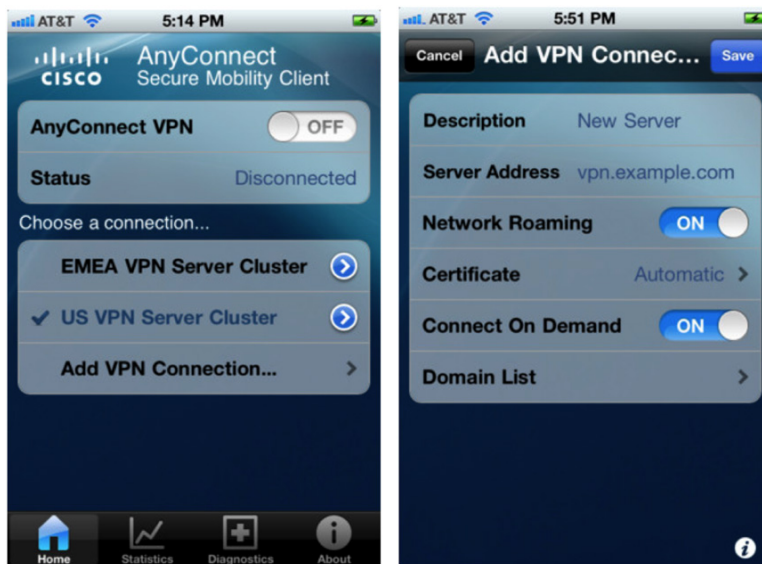 AT&T 5:14 PM
CISCO
AnyConnect
Secure Mobility Client
AnyConnect VPN OFF
Status Disconnected
Choose a connection...
EMEA VPN Server Cluster
US VPN Server Cluster
Add VPN Connection...
Home Statistics Diagnostics About
AT&T 5:51 PM
Cancel Add VPN Connec... Save
Description New Server
Server Address vpn.example.com
Network Roaming ON
Certificate Automatic
Connect On Demand ON
Domain List